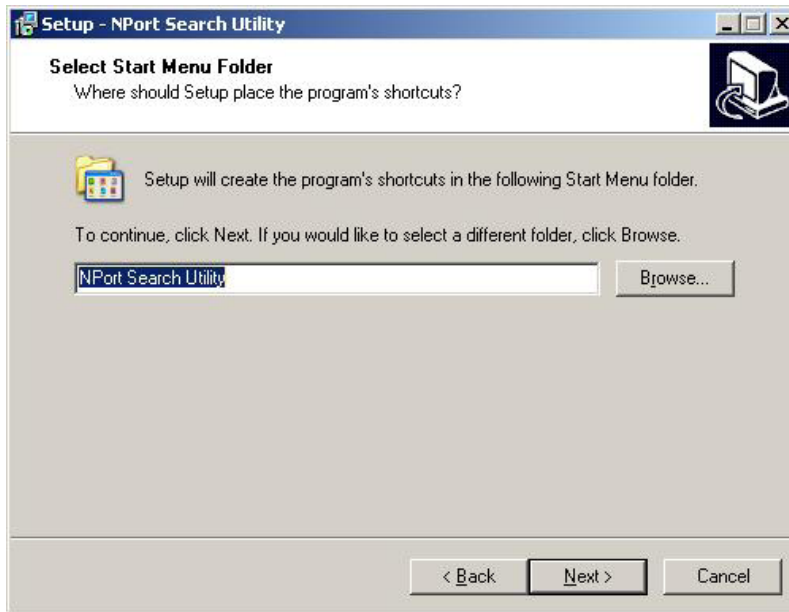 Setup - NPort Search Utility
Select Start Menu Folder
Where should Setup place the program's shortcuts?
Setup will create the program's shortcuts in the following Start Menu folder.
To continue, click Next. If you would like to select a different folder, click Browse.
NPort Search Utility
Browse...
< Back
Next >
Cancel